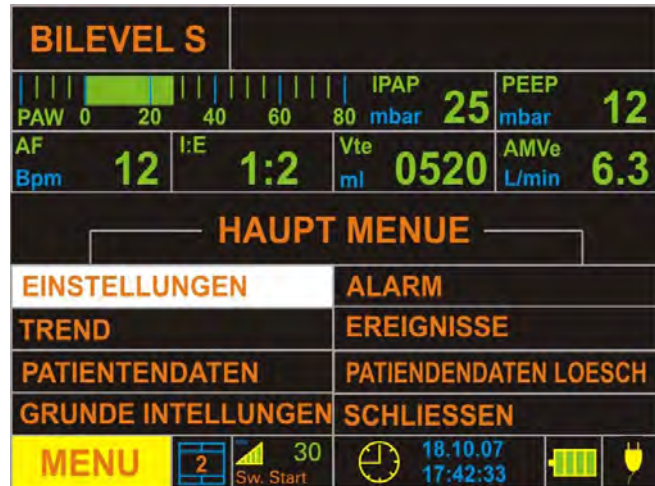 BILEVEL S
PAW 0 20 40 60 80
IPAP mbar 25
PEEP mbar 12
AF Bpm 12
I:E 1:2
Vte ml 0520
AMVe L/min 6.3
HAUPT MENUE
EINSTELLUNGEN ALARM
TREND EREIGNISSE
PATIENTENDATEN PATIENDENDATEN LOESCH
GRUNDE INTELLUNGEN SCHLIESSEN
MENU 2 30 Sw. Start 18.10.07
17:42:33